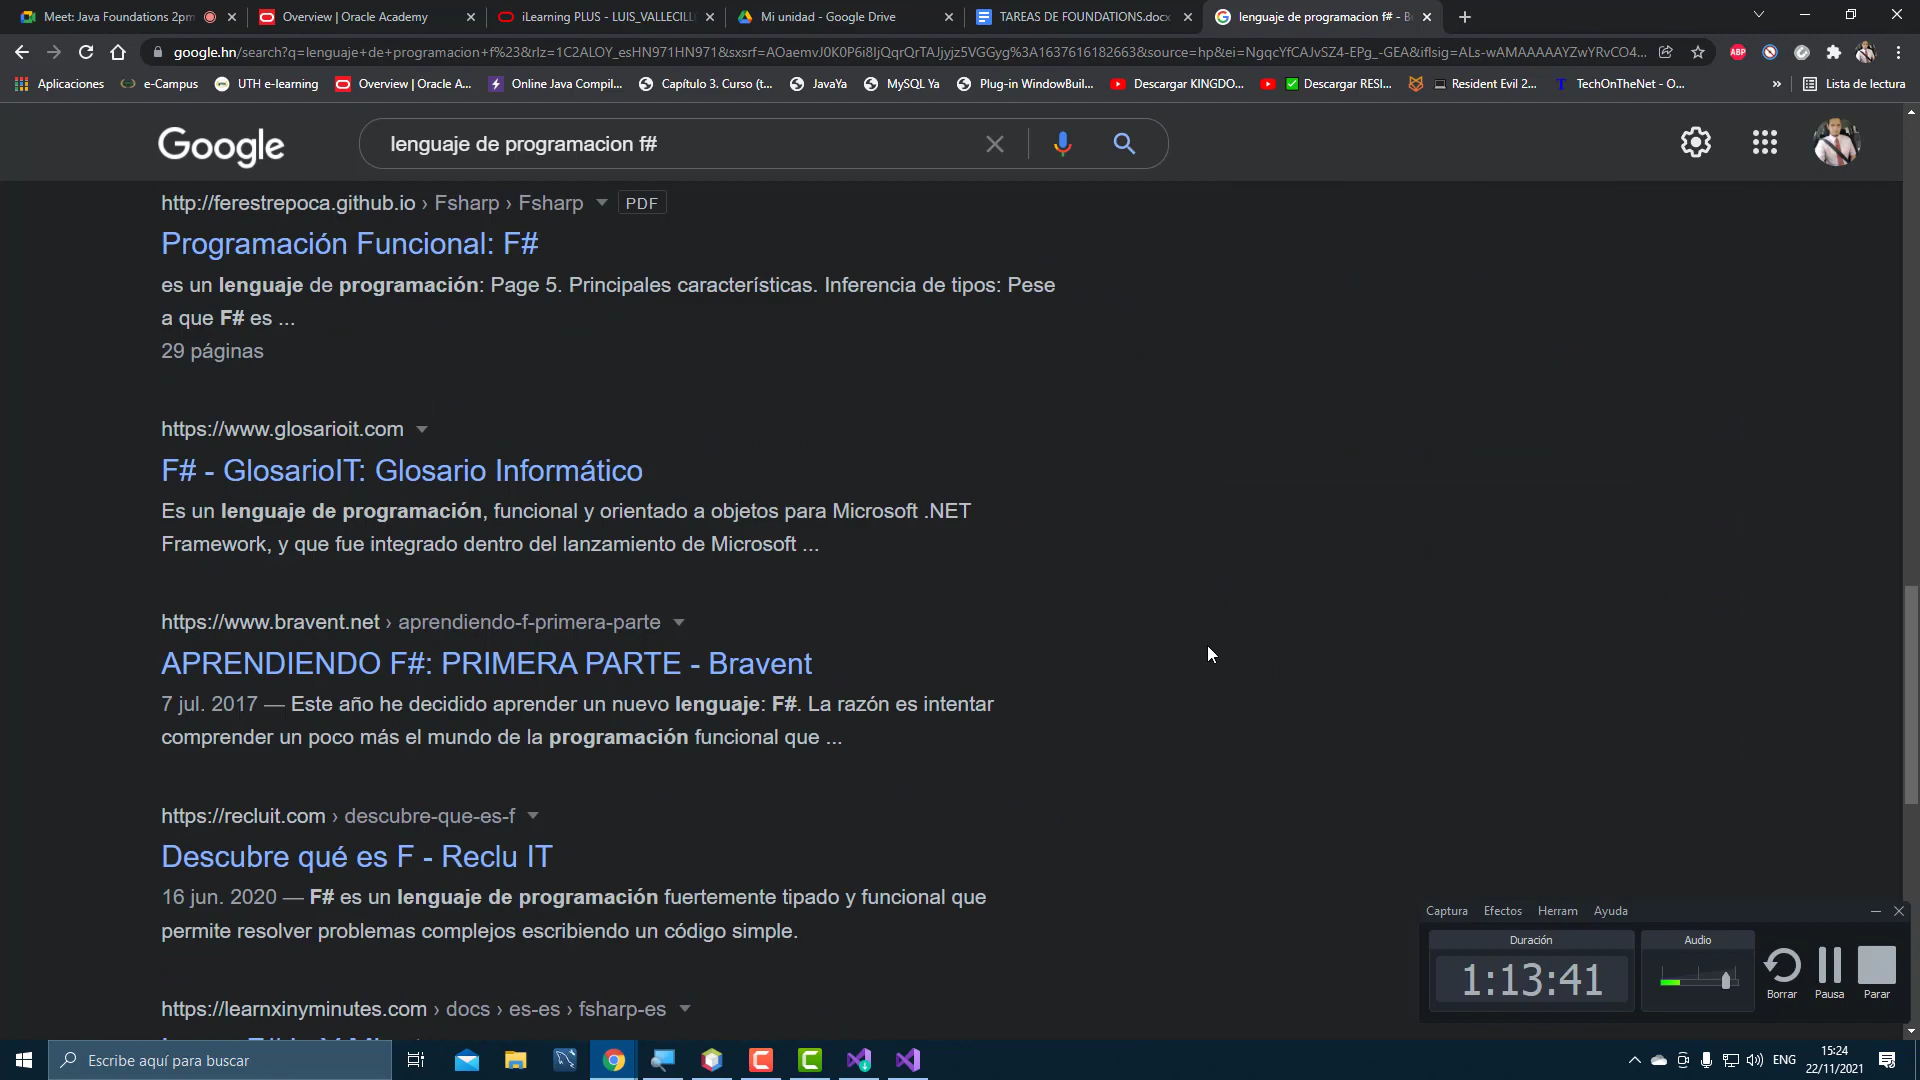 Meet: Java Foundations 2pm
Overview | Oracle Academy
iLearning PLUS - LUIS_VALLECILL
Mi unidad - Google Drive
TAREAS DE FOUNDATIONS.docx
lenguaje de programacion f# - B
google.hn/search?q=lenguaje+de+programacion+f%23&rlz=1C2ALOY_esHN971HN971&sxsrf=AOaemvJ0K0P6i8IjQqrQrTAJjyjz5VGGyg%3A1637616182663&source=hp&ei=NgqcYfCAJvSZ4-EPg_-GEA&iflsig=ALs-wAMAAAAAYZwYRvCO4...
ABP
Aplicaciones
e-Campus
UTH e-learning
Overview | Oracle A...
Online Java Compil...
Capítulo 3. Curso (t...
JavaYa
MySQL Ya
Plug-in WindowBuil...
Descargar KINGDO...
Descargar RESI...
Resident Evil 2...
TechOnTheNet - O...
»
Lista de lectura
Google
lenguaje de programacion f#
http://ferestrepoca.github.io › Fsharp › Fsharp PDF
Programación Funcional: F#
es un lenguaje de programación: Page 5. Principales características. Inferencia de tipos: Pese
a que F# es ...
29 páginas
https://www.glosarioit.com
F# - GlosarioIT: Glosario Informático
Es un lenguaje de programación, funcional y orientado a objetos para Microsoft .NET
Framework, y que fue integrado dentro del lanzamiento de Microsoft ...
https://www.bravent.net › aprendiendo-f-primera-parte
APRENDIENDO F#: PRIMERA PARTE - Bravent
7 jul. 2017 — Este año he decidido aprender un nuevo lenguaje: F#. La razón es intentar
comprender un poco más el mundo de la programación funcional que ...
https://recluit.com › descubre-que-es-f
Descubre qué es F - Reclu IT
16 jun. 2020 — F# es un lenguaje de programación fuertemente tipado y funcional que
permite resolver problemas complejos escribiendo un código simple.
https://learnxinyminutes.com › docs › es-es › fsharp-es
Captura Efectos Herram Ayuda
Duración
Audio
1:13:41
Borrar
Pausa
Parar
Escribe aquí para buscar
ENG
15:24
22/11/2021